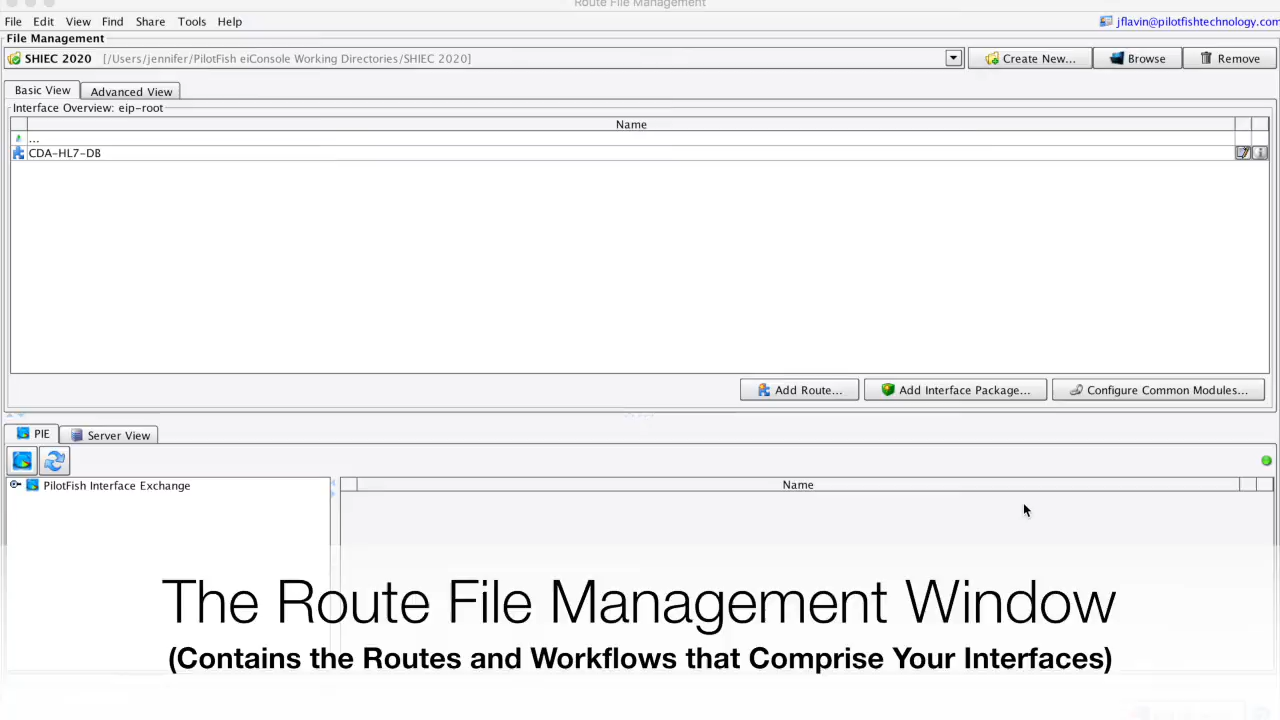 Route File Management
File Edit View Find Share Tools Help jflavin@pilotfishtechnology.com
File Management
SHIEC 2020 [/Users/jennifer/PilotFish eiConsole Working Directories/SHIEC 2020] Create New... Browse Remove
Basic View Advanced View
Interface Overview: eip-root
Name
...
CDA-HL7-DB
Add Route... Add Interface Package... Configure Common Modules...
PIE Server View
PilotFish Interface Exchange Name
The Route File Management Window
(Contains the Routes and Workflows that Comprise Your Interfaces)